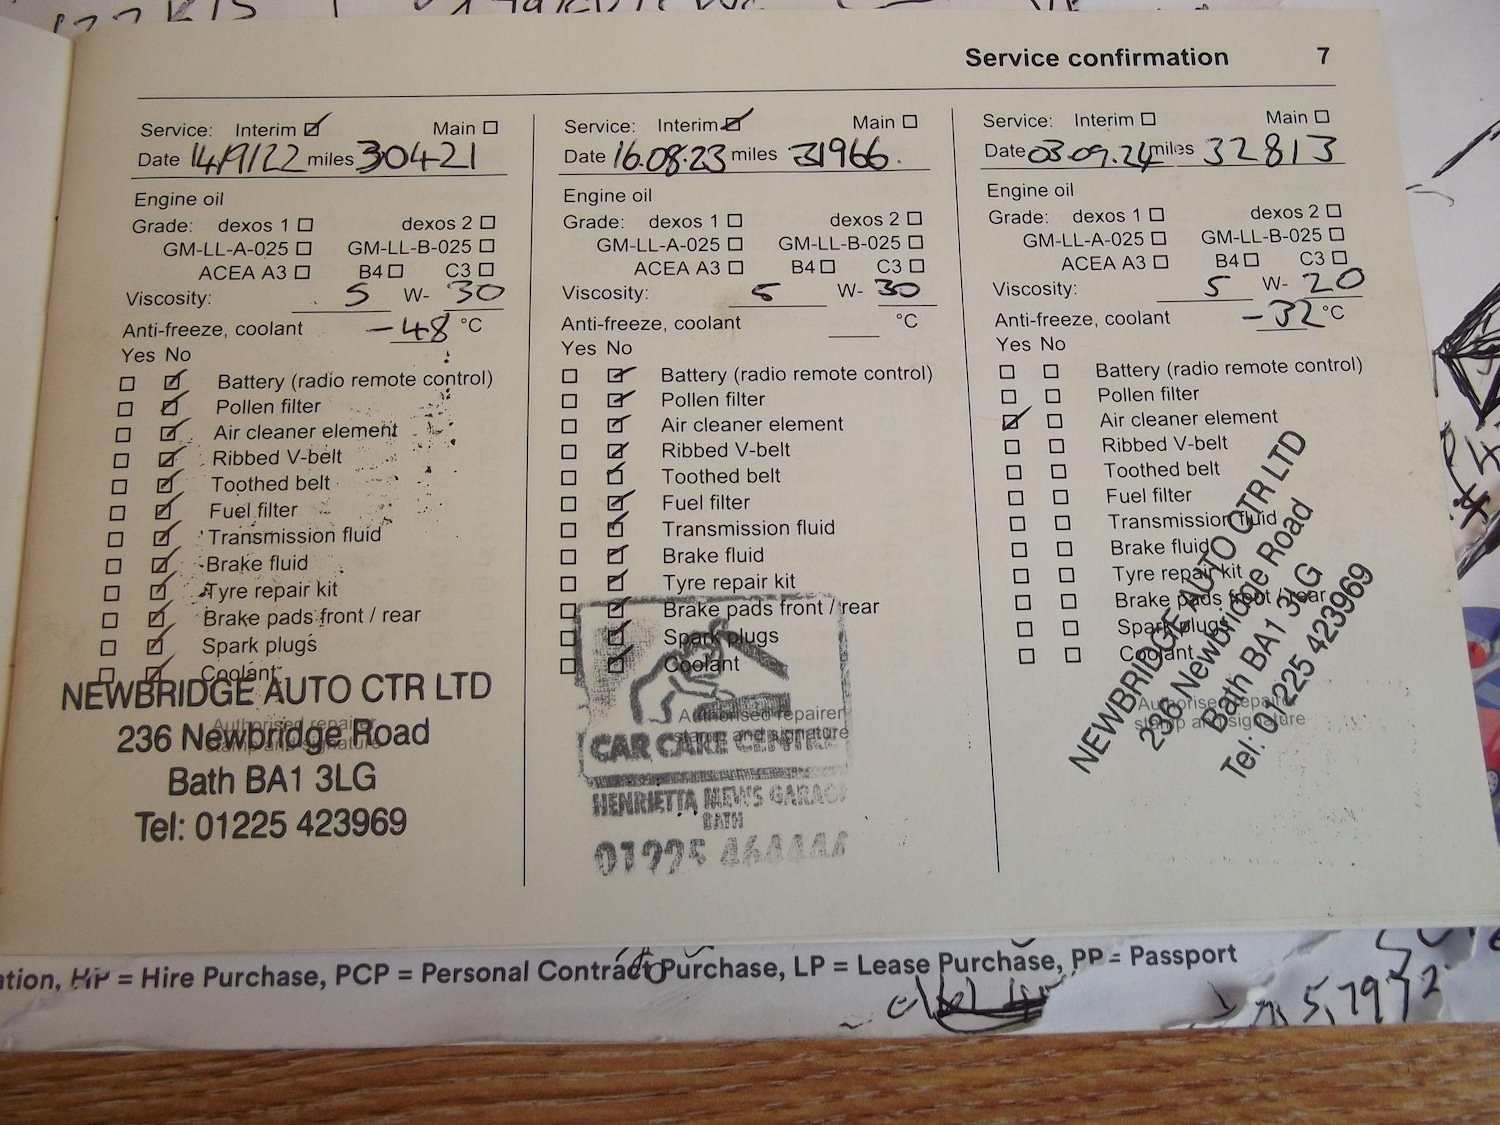 Service confirmation 7
Service: Interim Main
Date 14/9/22 miles 30421
Engine oil
Grade: dexos 1 dexos 2
GM-LL-A-025 GM-LL-B-025
ACEA A3 B4 C3
Viscosity: 5 W- 30
Anti-freeze, coolant -48 °C
Yes No
Battery (radio remote control)
Pollen filter
Air cleaner element
Ribbed V-belt
Toothed belt
Fuel filter
Transmission fluid
Brake fluid
Tyre repair kit
Brake pads front / rear
Spark plugs
Coolant
Authorised repairer
stamp and signature
NEWBRIDGE AUTO CTR LTD
236 Newbridge Road
Bath BA1 3LG
Tel: 01225 423969
Service: Interim Main
Date 16.08.23 miles 31966.
Engine oil
Grade: dexos 1 dexos 2
GM-LL-A-025 GM-LL-B-025
ACEA A3 B4 C3
Viscosity: 5 W- 30
Anti-freeze, coolant °C
Yes No
Battery (radio remote control)
Pollen filter
Air cleaner element
Ribbed V-belt
Toothed belt
Fuel filter
Transmission fluid
Brake fluid
Tyre repair kit
Brake pads front / rear
Spark plugs
Coolant
Authorised repairer
stamp and signature
CAR CARE CENTRE
HENRIETTA MEWS GARAGE
BATH
01225
Service: Interim Main
Date 03.09.24 miles 32813
Engine oil
Grade: dexos 1 dexos 2
GM-LL-A-025 GM-LL-B-025
ACEA A3 B4 C3
Viscosity: 5 W- 20
Anti-freeze, coolant -32 °C
Yes No
Battery (radio remote control)
Pollen filter
Air cleaner element
Ribbed V-belt
Toothed belt
Fuel filter
Transmission fluid
Brake fluid
Tyre repair kit
Brake pads front / rear
Spark plugs
Coolant
Authorised repairer
stamp and signature
NEWBRIDGE AUTO CTR LTD
236 Newbridge Road
Bath BA1 3LG
Tel: 01225 423969
HP = Hire Purchase, PCP = Personal Contract Purchase, LP = Lease Purchase, PP = Passport